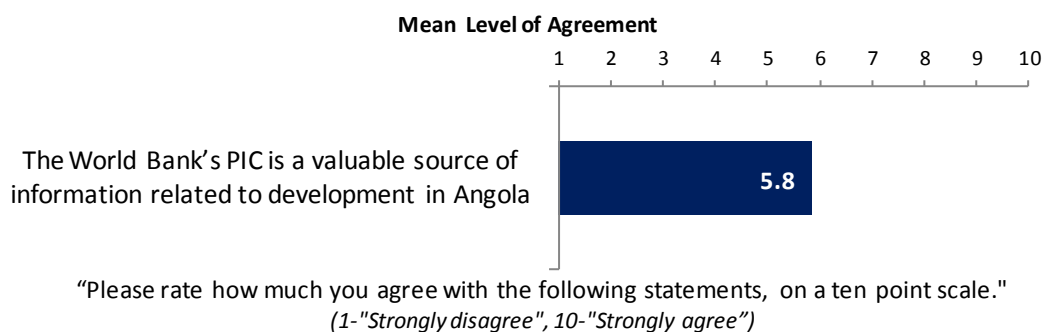 Mean Level of Agreement
1 2 3 4 5 6 7 8 9 10
The World Bank’s PIC is a valuable source of
information related to development in Angola
5.8
“Please rate how much you agree with the following statements, on a ten point scale."
(1-"Strongly disagree", 10-"Strongly agree”)